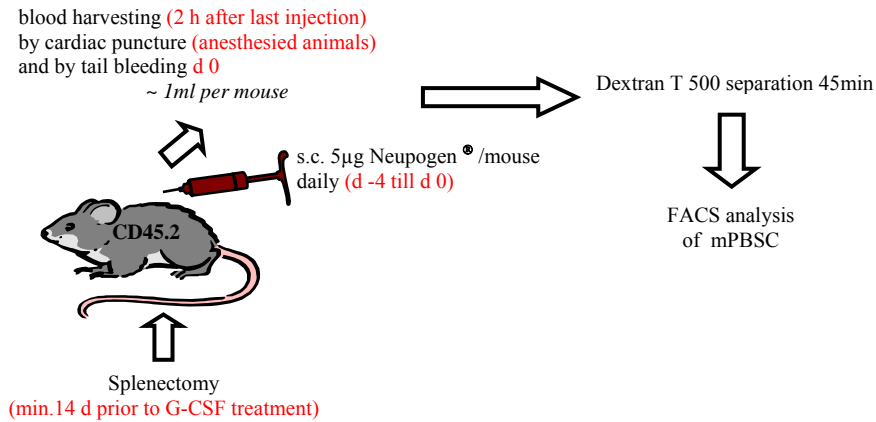 blood harvesting (2 h after last injection)
by cardiac puncture (anesthesied animals)
and by tail bleeding d 0
~ 1ml per mouse
Dextran T 500 separation 45min
s.c. 5µg Neupogen ® /mouse
daily (d -4 till d 0)
FACS analysis
of mPBSC
CD45.2
Splenectomy
(min.14 d prior to G-CSF treatment)